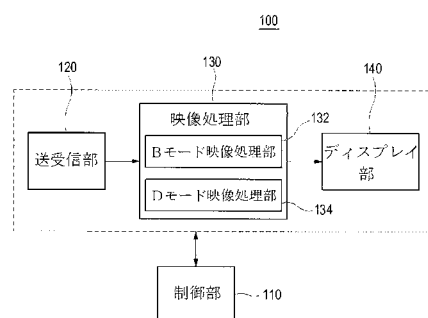 100
120
130
140
映像処理部
132
Bモード映像処理部
送受信部
ディスプレイ
部
Dモード映像処理部
134
制御部
110